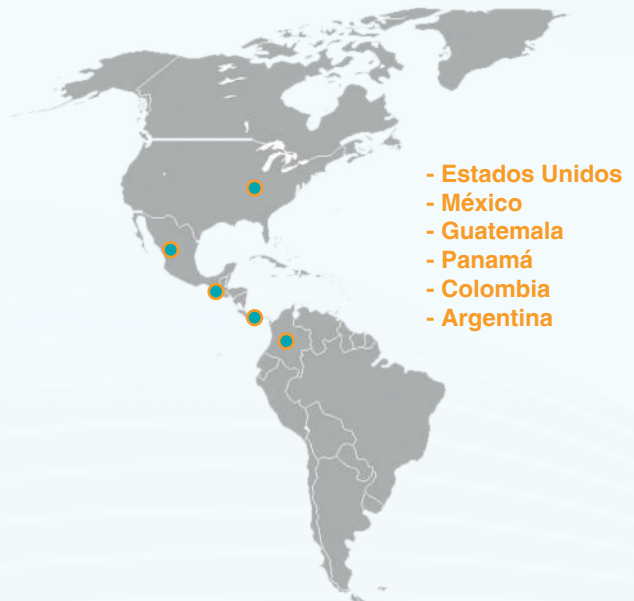 - Estados Unidos
- México
- Guatemala
- Panamá
- Colombia
- Argentina